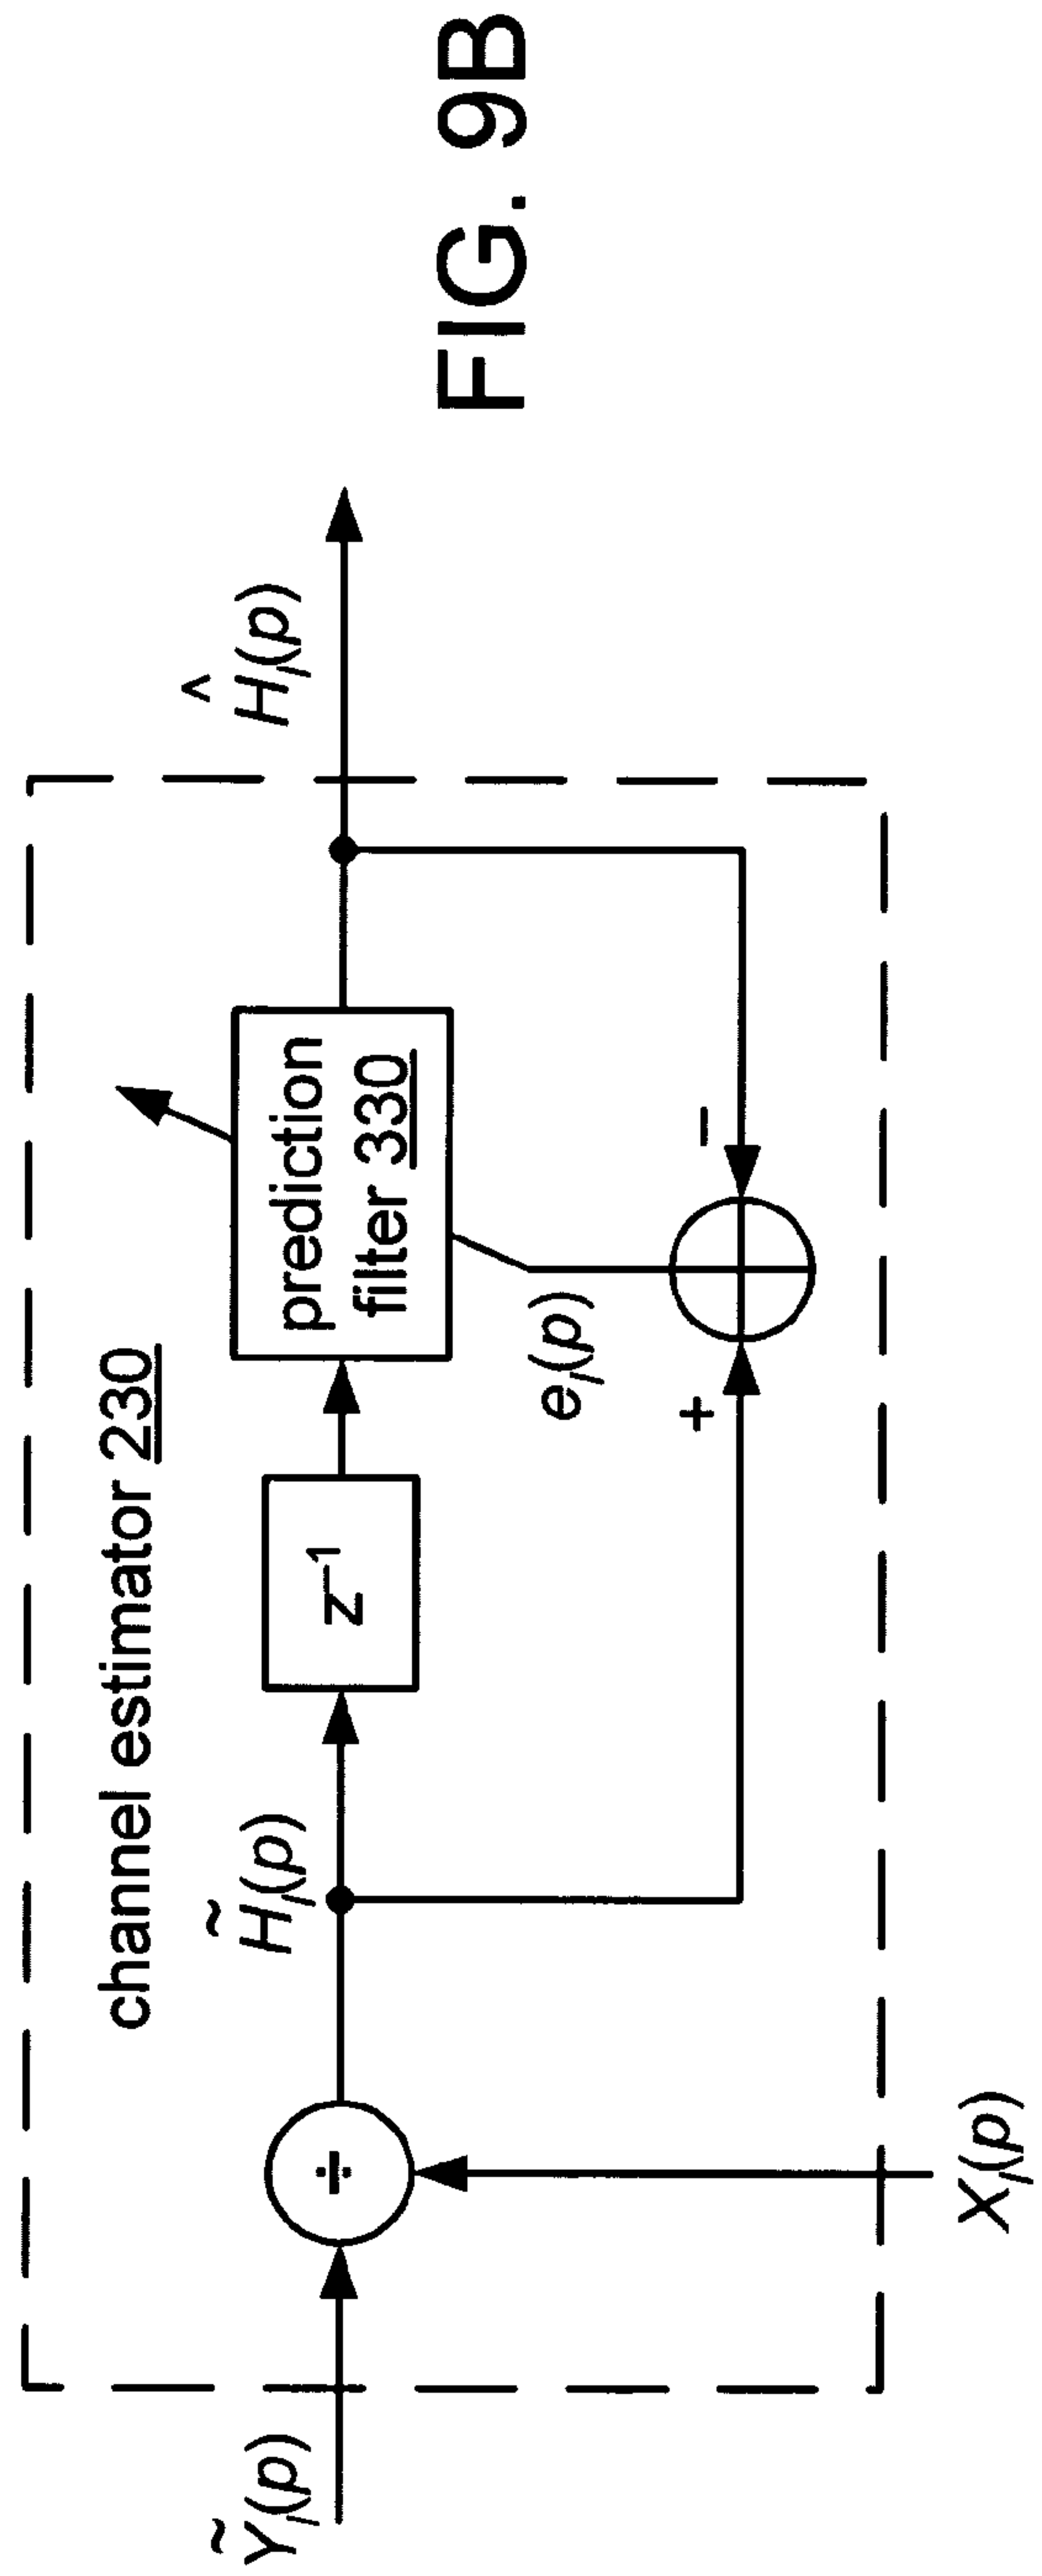 channel estimator 230
Ỹₗ(p)
÷
Xₗ(p)
H̃ₗ(p)
z⁻¹
prediction
filter 330
eₗ(p)
+
−
Ĥₗ(p)
FIG. 9B